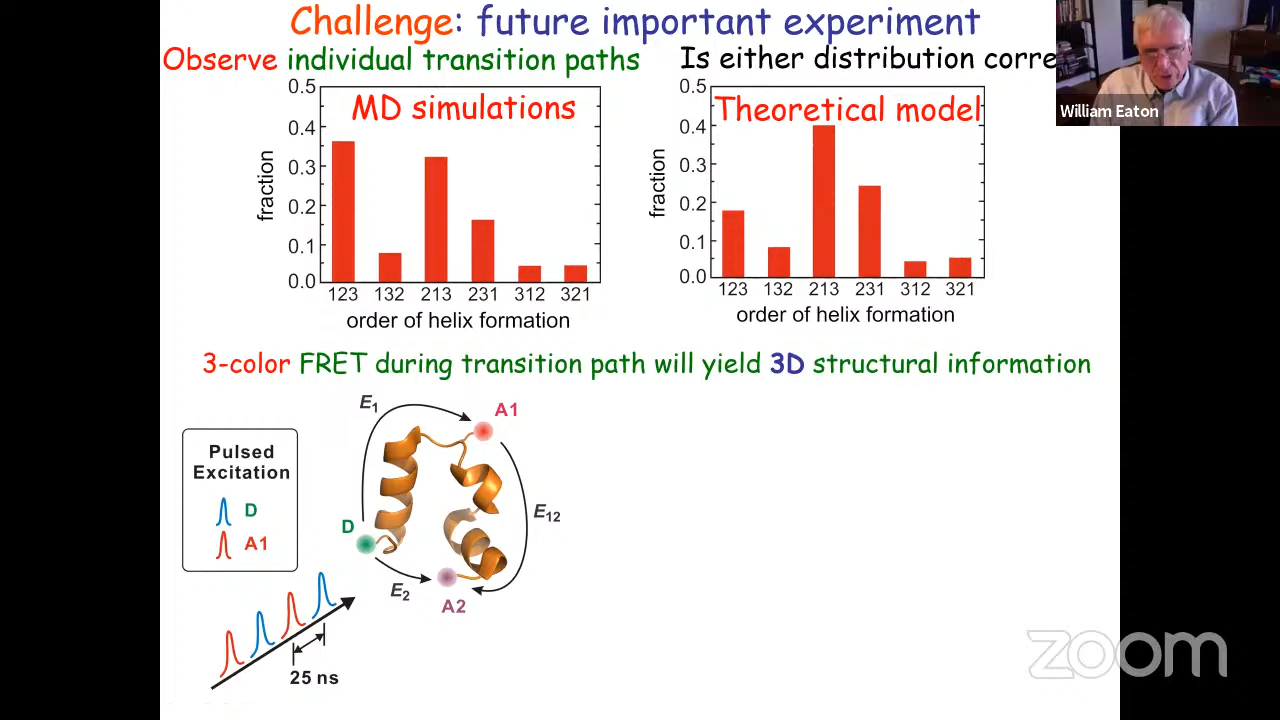 Challenge: future important experiment
Observe individual transition paths
Is either distribution corre
William Eaton
MD simulations
fraction
0.5
0.4
0.3
0.2
0.1
0.0
123 132 213 231 312 321
order of helix formation
Theoretical model
fraction
0.5
0.4
0.3
0.2
0.1
0.0
123 132 213 231 312 321
order of helix formation
3-color FRET during transition path will yield 3D structural information
Pulsed
Excitation
D
A1
25 ns
E1
A1
D
E12
E2
A2
zoom